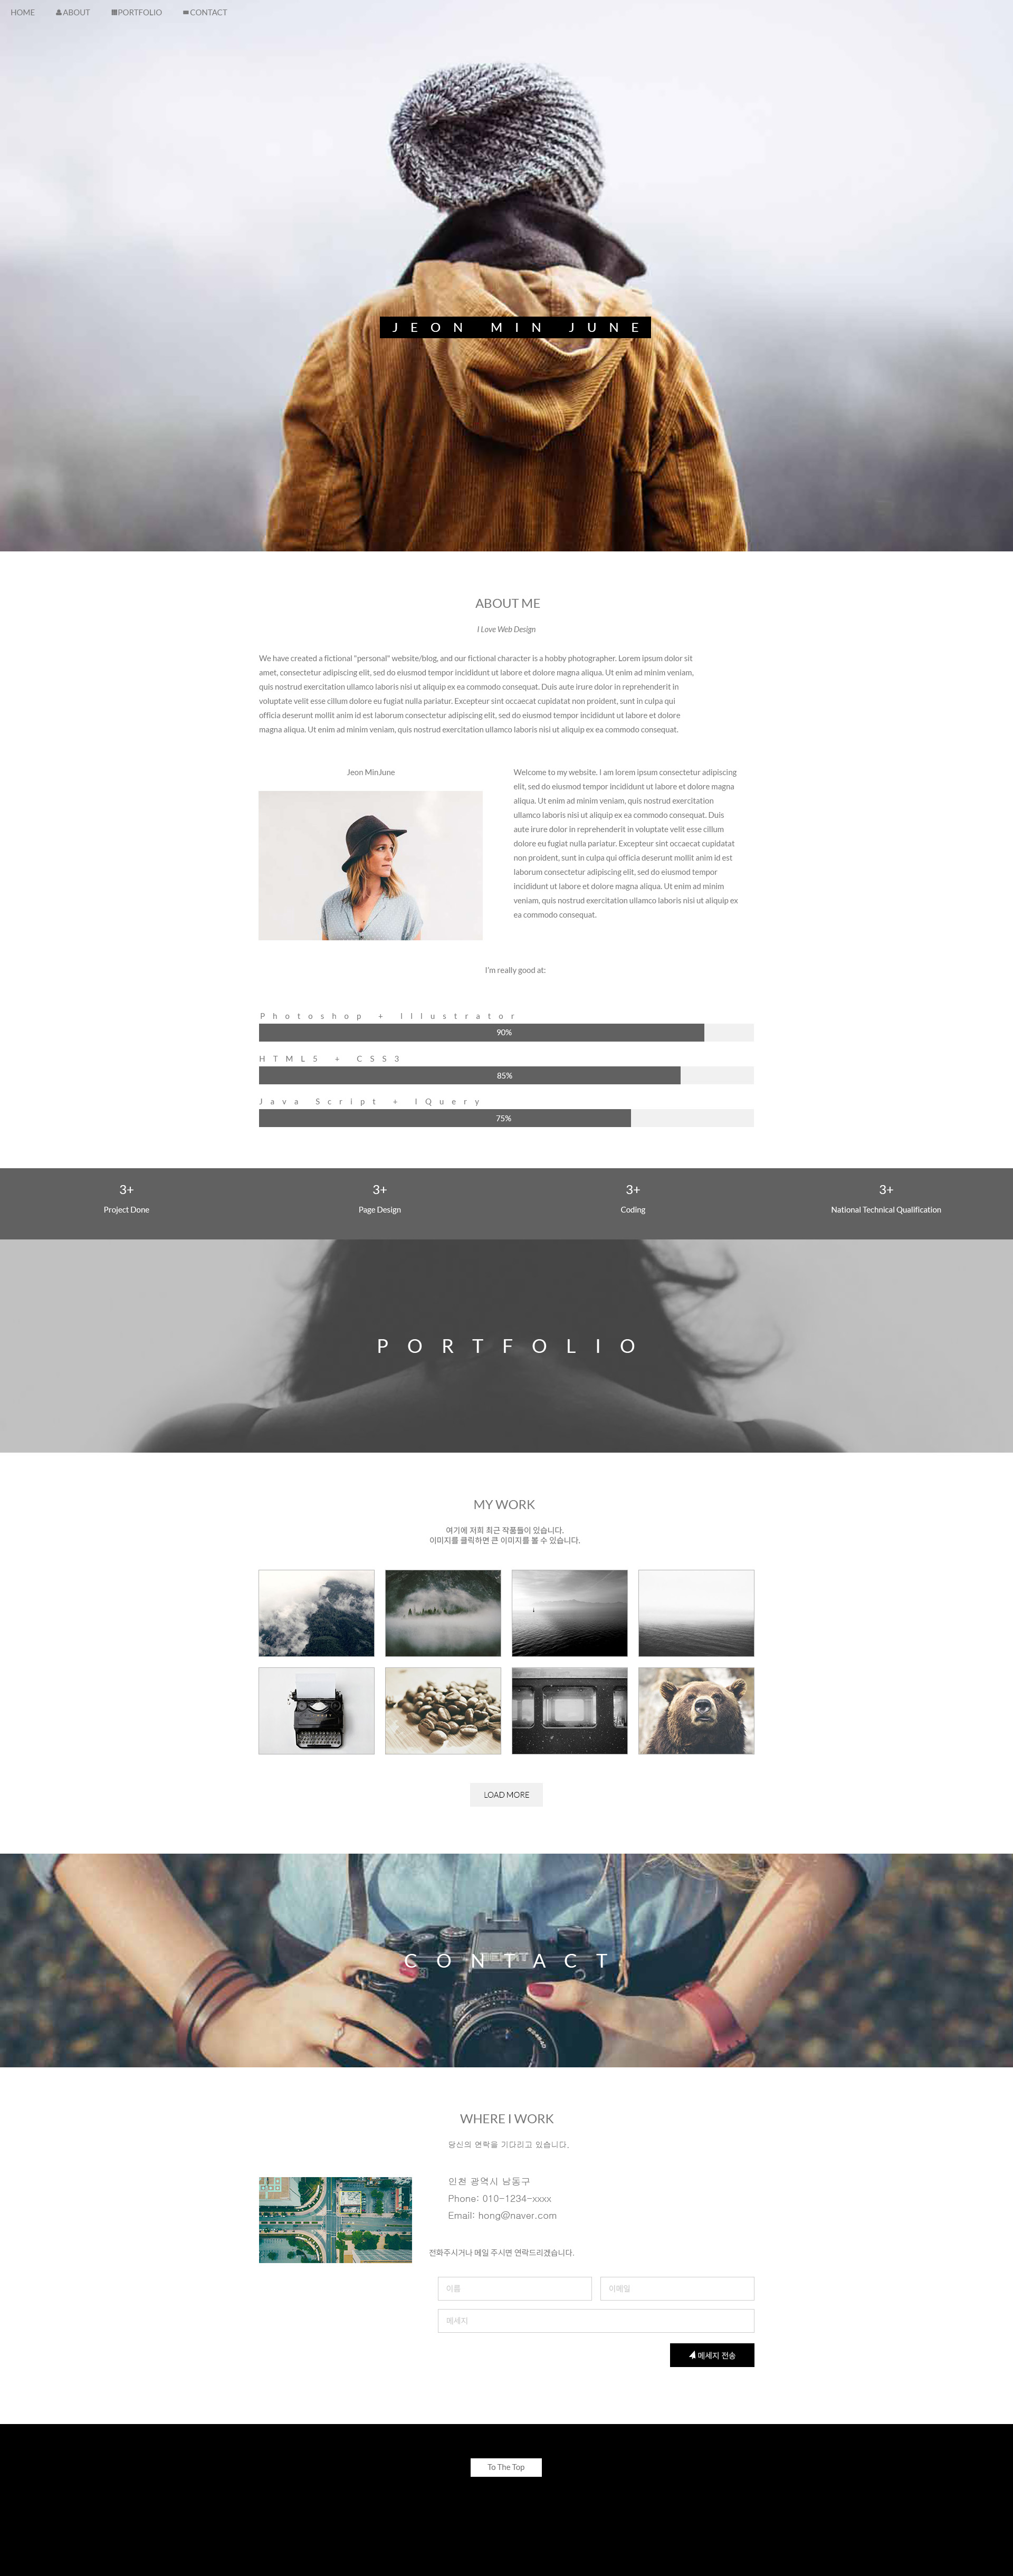 HOME ABOUT PORTFOLIO CONTACT
JEON MIN JUNE
ABOUT ME
I Love Web Design
We have created a fictional "personal" website/blog, and our fictional character is a hobby photographer. Lorem ipsum dolor sit
amet, consectetur adipiscing elit, sed do eiusmod tempor incididunt ut labore et dolore magna aliqua. Ut enim ad minim veniam,
quis nostrud exercitation ullamco laboris nisi ut aliquip ex ea commodo consequat. Duis aute irure dolor in reprehenderit in
voluptate velit esse cillum dolore eu fugiat nulla pariatur. Excepteur sint occaecat cupidatat non proident, sunt in culpa qui
officia deserunt mollit anim id est laborum consectetur adipiscing elit, sed do eiusmod tempor incididunt ut labore et dolore
magna aliqua. Ut enim ad minim veniam, quis nostrud exercitation ullamco laboris nisi ut aliquip ex ea commodo consequat.
Jeon MinJune
Welcome to my website. I am lorem ipsum consectetur adipiscing
elit, sed do eiusmod tempor incididunt ut labore et dolore magna
aliqua. Ut enim ad minim veniam, quis nostrud exercitation
ullamco laboris nisi ut aliquip ex ea commodo consequat. Duis
aute irure dolor in reprehenderit in voluptate velit esse cillum
dolore eu fugiat nulla pariatur. Excepteur sint occaecat cupidatat
non proident, sunt in culpa qui officia deserunt mollit anim id est
laborum consectetur adipiscing elit, sed do eiusmod tempor
incididunt ut labore et dolore magna aliqua. Ut enim ad minim
veniam, quis nostrud exercitation ullamco laboris nisi ut aliquip ex
ea commodo consequat.
I'm really good at:
Photoshop + Illustrator
90%
HTML5 + CSS3
85%
Java Script + IQuery
75%
3+ 3+ 3+ 3+
Project Done Page Design Coding National Technical Qualification
PORTFOLIO
MY WORK
여기에 저희 최근 작품들이 있습니다.
이미지를 클릭하면 큰 이미지를 볼 수 있습니다.
LOAD MORE
CONTACT
WHERE I WORK
당신의 연락을 기다리고 있습니다.
인천 광역시 남동구
Phone: 010-1234-xxxx
Email: hong@naver.com
전화주시거나 메일 주시면 연락드리겠습니다.
이름 이메일
메세지
메세지 전송
To The Top